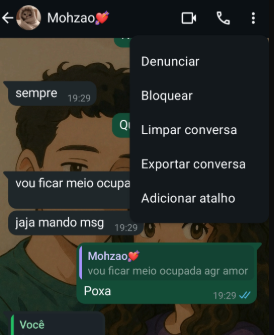 Mohzao💓
Denunciar
Bloquear
Limpar conversa
Exportar conversa
Adicionar atalho
sempre
19:29
vou ficar meio ocupa
jaja mando msg 19:29
Mohzao💓
vou ficar meio ocupada agr amor
Poxa
19:29
Você